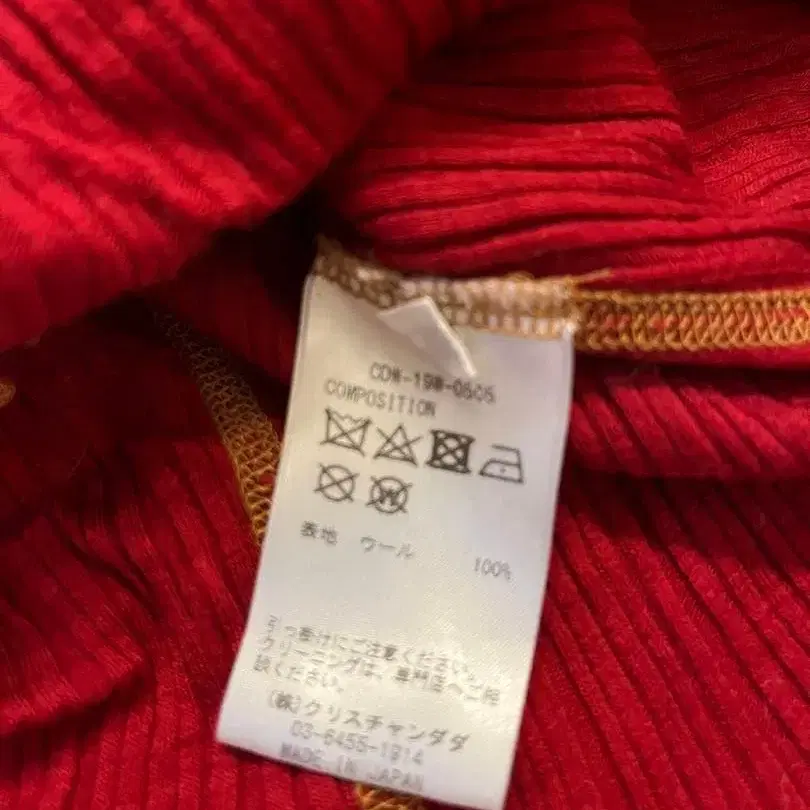 CDW-19W-0505
COMPOSITION
表地 ウール 100%
引っ掛けにご注意ください。
クリーニングは、専門店へご相
談ください。
(株)クリスチャンダダ
03-6455-1914
MADE IN JAPAN